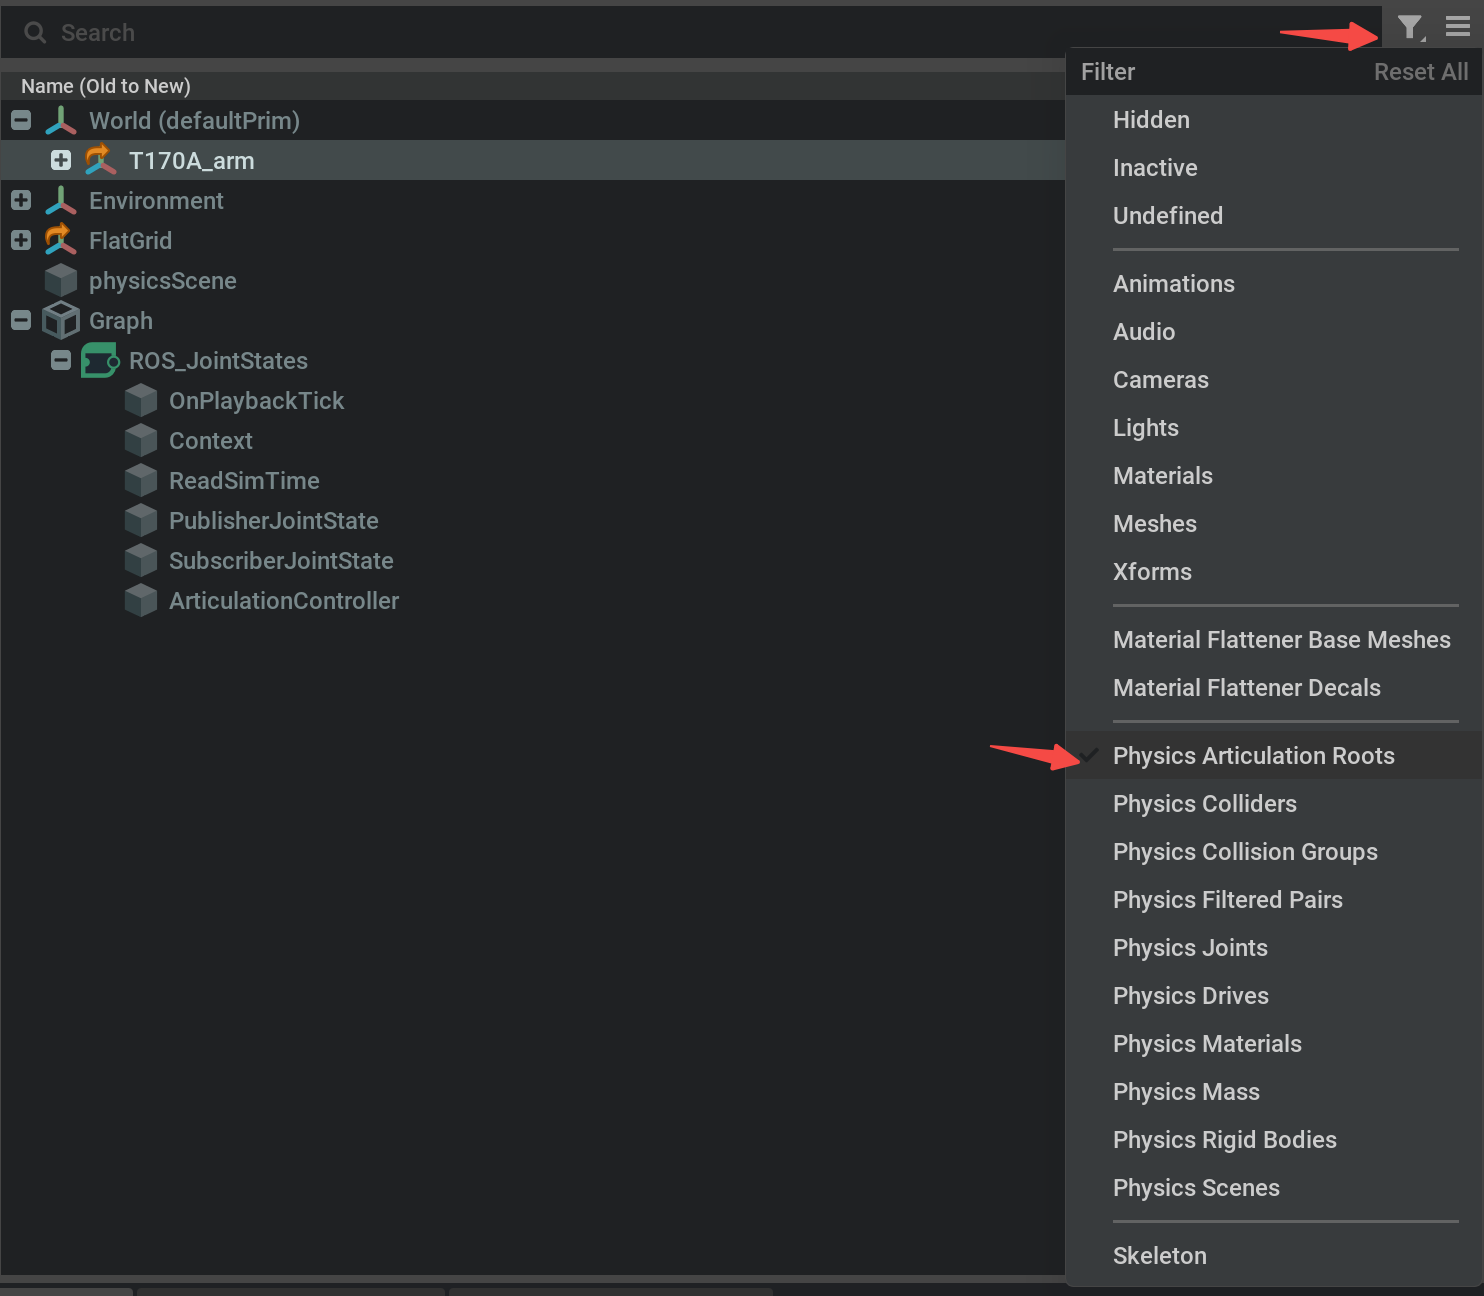 Search
Name (Old to New)
World (defaultPrim)
T170A_arm
Environment
FlatGrid
physicsScene
Graph
ROS_JointStates
OnPlaybackTick
Context
ReadSimTime
PublisherJointState
SubscriberJointState
ArticulationController
Filter Reset All
Hidden
Inactive
Undefined
Animations
Audio
Cameras
Lights
Materials
Meshes
Xforms
Material Flattener Base Meshes
Material Flattener Decals
Physics Articulation Roots
Physics Colliders
Physics Collision Groups
Physics Filtered Pairs
Physics Joints
Physics Drives
Physics Materials
Physics Mass
Physics Rigid Bodies
Physics Scenes
Skeleton